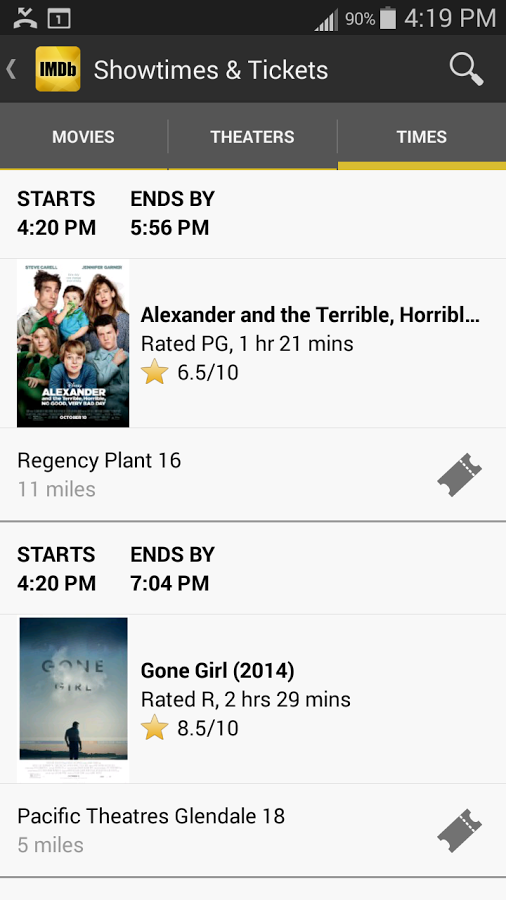 1
90%
4:19 PM
IMDb
Showtimes & Tickets
MOVIES
THEATERS
TIMES
STARTS
ENDS BY
4:20 PM
5:56 PM
STEVE CARELL
JENNIFER GARNER
Disney
ALEXANDER
and the Terrible, Horrible,
NO GOOD, VERY BAD DAY
OCTOBER 10
Alexander and the Terrible, Horribl...
Rated PG, 1 hr 21 mins
6.5/10
Regency Plant 16
11 miles
STARTS
ENDS BY
4:20 PM
7:04 PM
GONE
GIRL
Gone Girl (2014)
Rated R, 2 hrs 29 mins
8.5/10
Pacific Theatres Glendale 18
5 miles